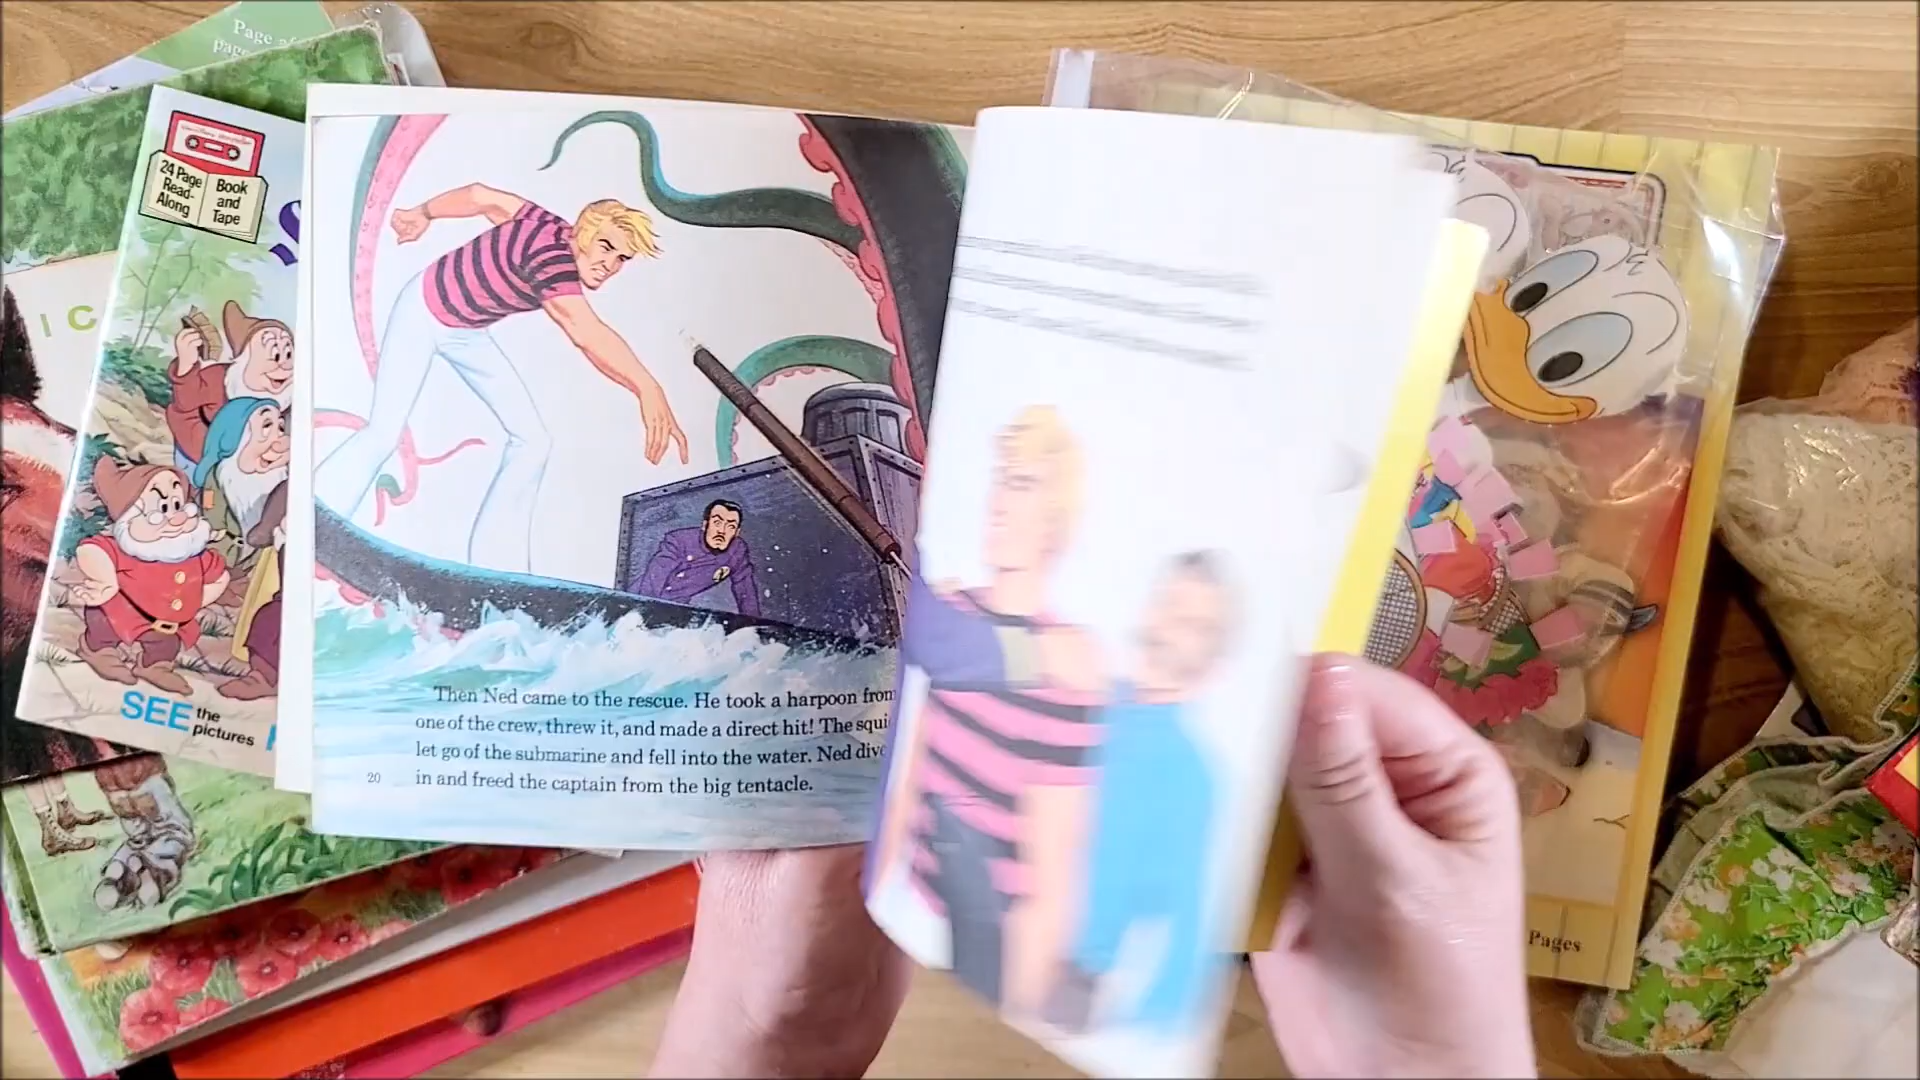 Page
24 Page
Read-
Along
Book
and
Tape
I C
SEE the
pictures
Then Ned came to the rescue. He took a harpoon from
one of the crew, threw it, and made a direct hit! The
let go of the submarine and fell into the water. Ned
in and freed the captain from the big tentacle.
20
Pages